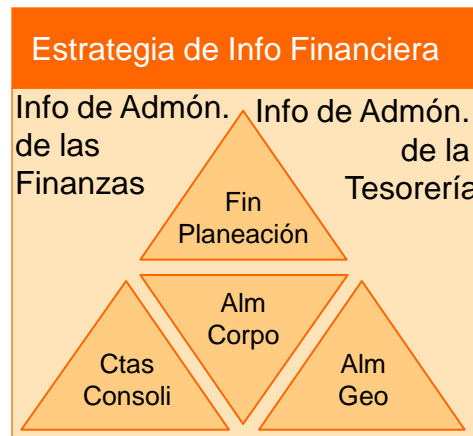 Estrategia de Info Financiera
Info de Admón.
de las
Finanzas
Info de Admón.
de la
Tesorería
Fin
Planeación
Alm
Corpo
Ctas
Consoli
Alm
Geo